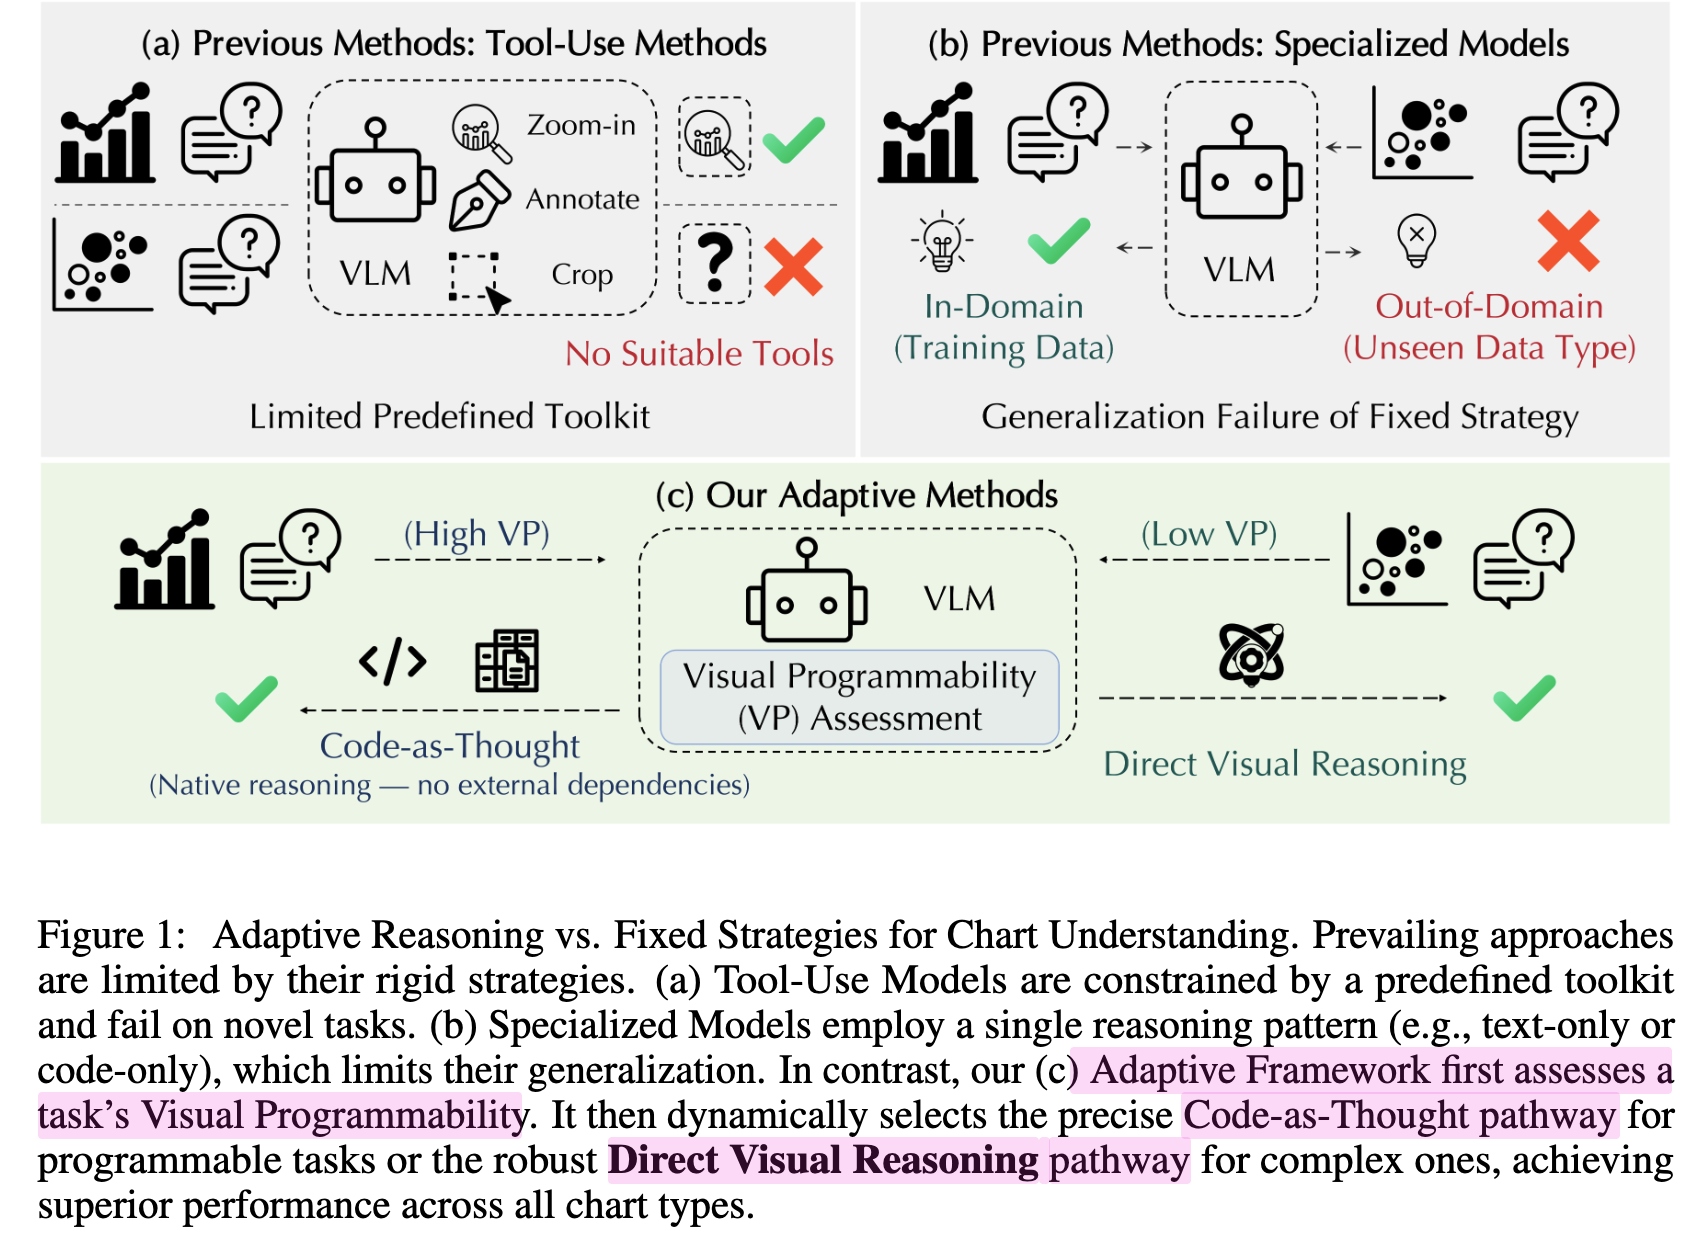 (a) Previous Methods: Tool-Use Methods
?
Zoom-in
Annotate
?
?
VLM
Crop
No Suitable Tools
Limited Predefined Toolkit
(b) Previous Methods: Specialized Models
?
?
VLM
In-Domain
(Training Data)
Out-of-Domain
(Unseen Data Type)
Generalization Failure of Fixed Strategy
(c) Our Adaptive Methods
?
(High VP)
(Low VP)
?
VLM
</>
Visual Programmability
(VP) Assessment
Code-as-Thought
(Native reasoning — no external dependencies)
Direct Visual Reasoning
Figure 1: Adaptive Reasoning vs. Fixed Strategies for Chart Understanding. Prevailing approaches
are limited by their rigid strategies. (a) Tool-Use Models are constrained by a predefined toolkit
and fail on novel tasks. (b) Specialized Models employ a single reasoning pattern (e.g., text-only or
code-only), which limits their generalization. In contrast, our (c) Adaptive Framework first assesses a
task's Visual Programmability. It then dynamically selects the precise Code-as-Thought pathway for
programmable tasks or the robust Direct Visual Reasoning pathway for complex ones, achieving
superior performance across all chart types.